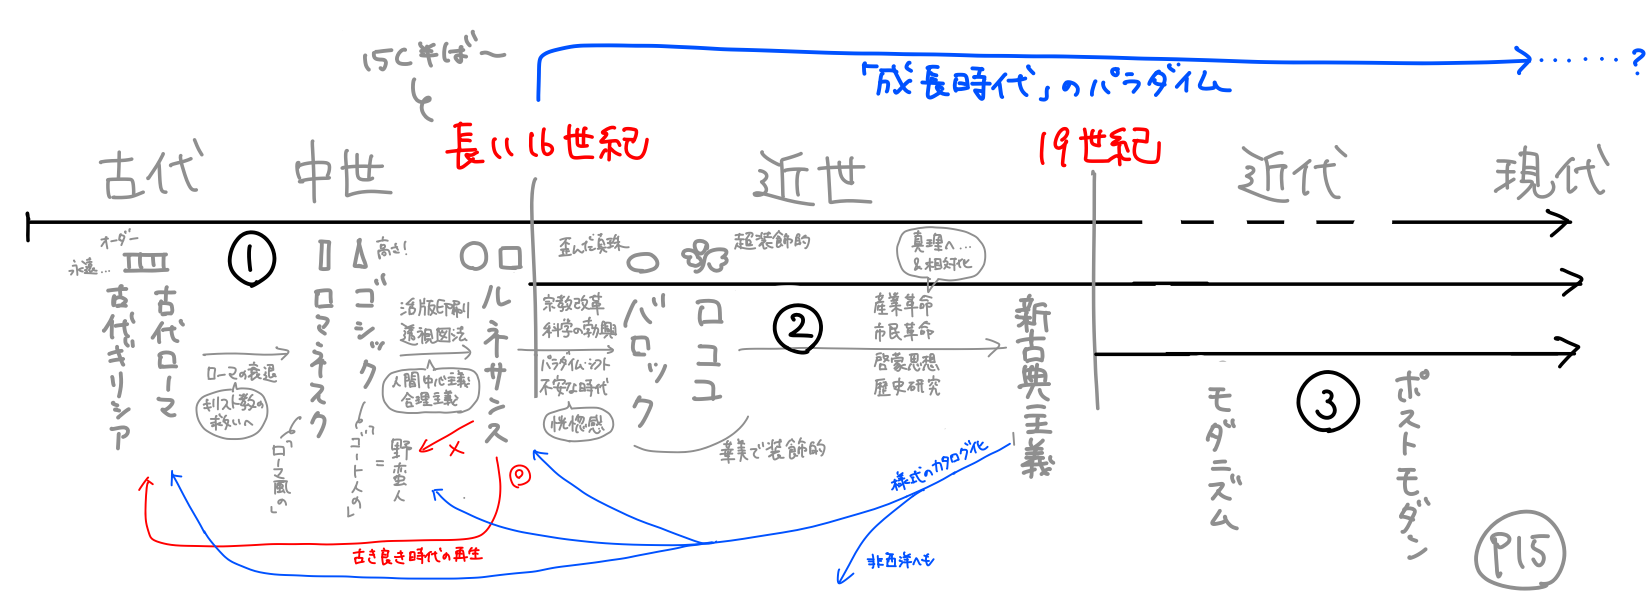 15C半ば〜
「成長時代」のパラダイム
……?
古代
中世
長い16世紀
近世
19世紀
近代
現代
オーダー
永遠…
①
高さ!
歪んだ真珠
超装飾的
真理へ…
&相対化
古代ギリシア
古代ローマ
ローマの衰退
キリスト教の
救いへ
ロマネスク
「ローマ風の」
ゴシック
「ゴート人の」
=野蛮人
活版印刷
透視図法
人間中心主義
合理主義
ルネサンス
宗教改革
科学の勃興
パラダイム・シフト
不安な時代
恍惚感
バロック
ロココ
華美で装飾的
②
産業革命
市民革命
啓蒙思想
歴史研究
新古典主義
モダニズム
③
ポストモダン
×
◎
古き良き時代の再生
様式のカタログ化
非西洋へも
P15